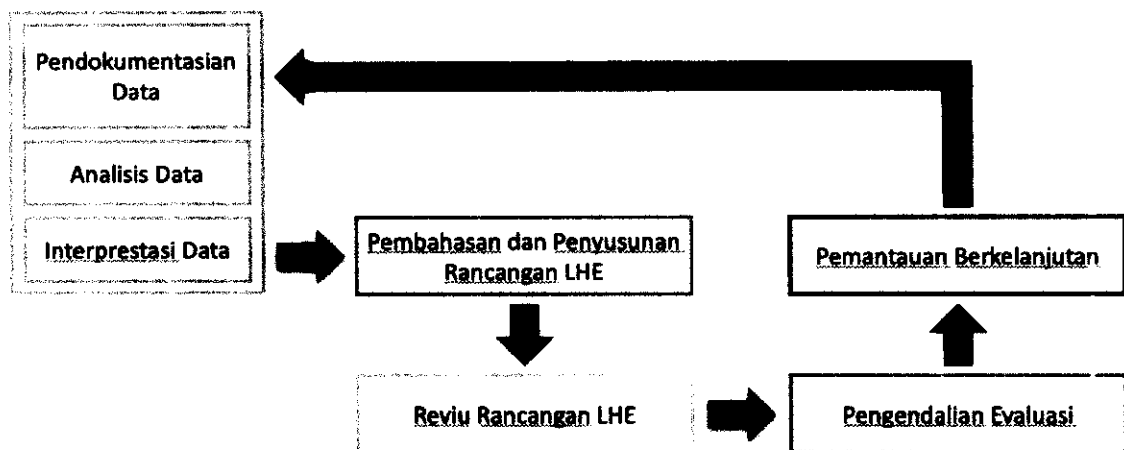 Pendokumentasian
Data
Analisis Data
Interprestasi Data
Pembahasan dan Penyusunan
Rancangan LHE
Pemantauan Berkelanjutan
Reviu Rancangan LHE
Pengendalian Evaluasi